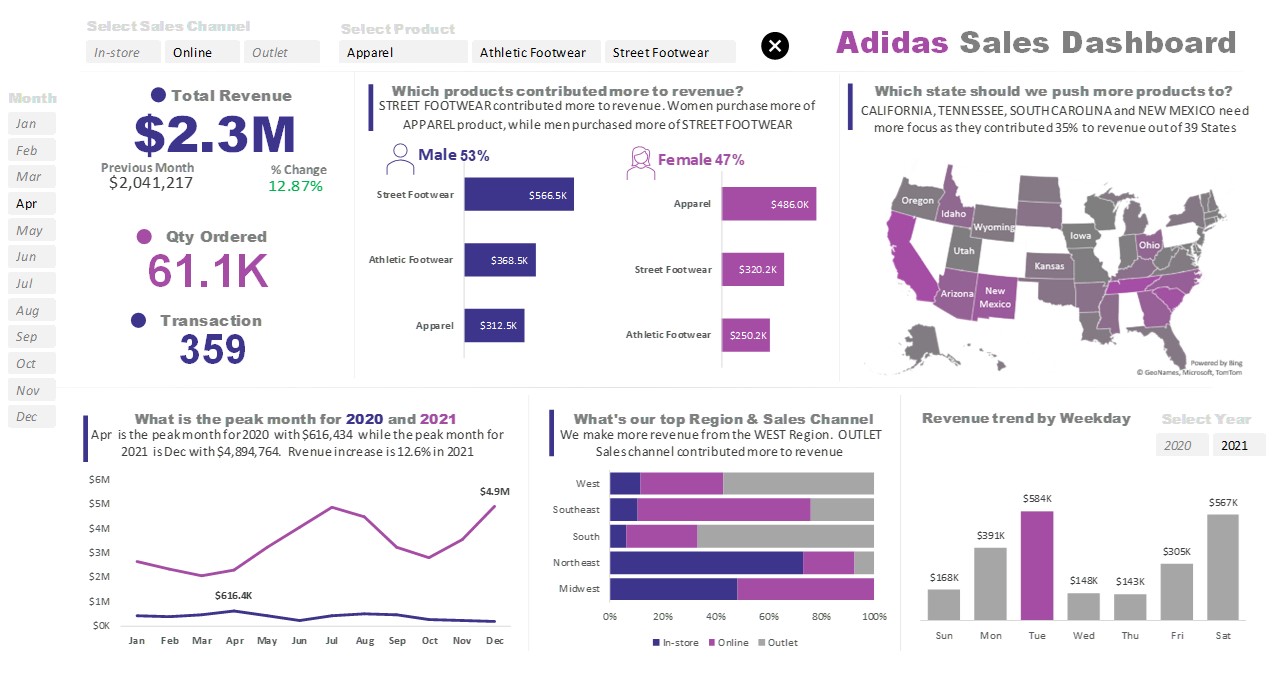 Select Sales Channel
In-store
Online
Outlet
Select Product
Apparel
Athletic Footwear
Street Footwear
Adidas Sales Dashboard
Month
Jan
Feb
Mar
Apr
May
Jun
Jul
Aug
Sep
Oct
Nov
Dec
Total Revenue
$2.3M
Previous Month
$2,041,217
% Change
12.87%
Qty Ordered
61.1K
Transaction
359
Which products contributed more to revenue?
STREET FOOTWEAR contributed more to revenue. Women purchase more of
APPAREL product, while men purchased more of STREET FOOTWEAR
Male 53%
Street Footwear
$566.5K
Athletic Footwear
$368.5K
Apparel
$312.5K
Female 47%
Apparel
$486.0K
Street Footwear
$320.2K
Athletic Footwear
$250.2K
Which state should we push more products to?
CALIFORNIA, TENNESSEE, SOUTH CAROLINA and NEW MEXICO need
more focus as they contributed 35% to revenue out of 39 States
Oregon
Idaho
Wyoming
Iowa
Utah
Ohio
Kansas
Arizona
New
Mexico
Powered by Bing
© GeoNames, Microsoft, TomTom
What is the peak month for 2020 and 2021
Apr is the peak month for 2020 with $616,434 while the peak month for
2021 is Dec with $4,894,764. Rvenue increase is 12.6% in 2021
$6M
$5M
$4M
$3M
$2M
$1M
$0K
$4.9M
$616.4K
Jan Feb Mar Apr May Jun Jul Aug Sep Oct Nov Dec
What's our top Region & Sales Channel
We make more revenue from the WEST Region. OUTLET
Sales channel contributed more to revenue
West
Southeast
South
Northeast
Midwest
0% 20% 40% 60% 80% 100%
In-store Online Outlet
Revenue trend by Weekday
Select Year
2020
2021
$168K
$391K
$584K
$148K
$143K
$305K
$567K
Sun Mon Tue Wed Thu Fri Sat